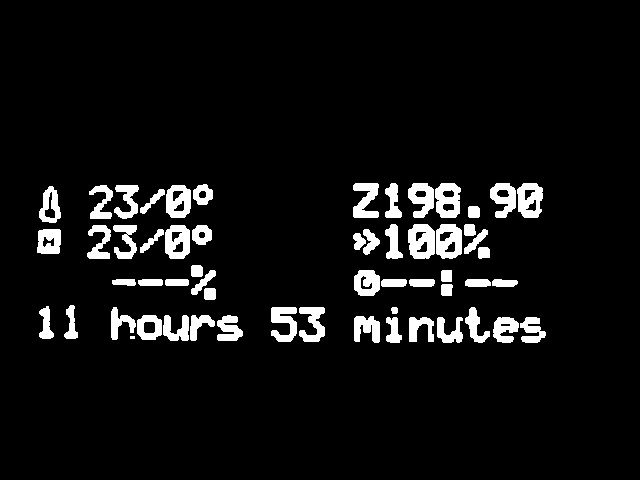 23/0° Z198.90
23/0° »100%
---% --:--
11 hours 53 minutes